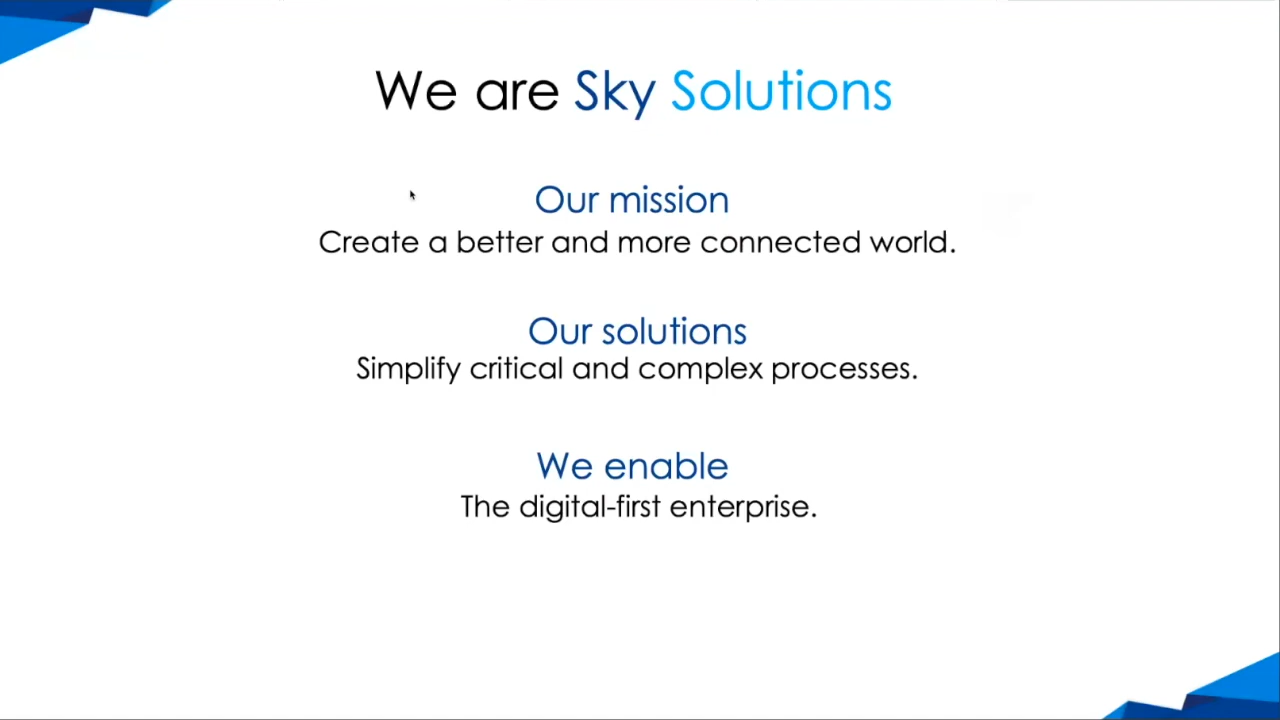 We are Sky Solutions
Our mission
Create a better and more connected world.
Our solutions
Simplify critical and complex processes.
We enable
The digital-first enterprise.